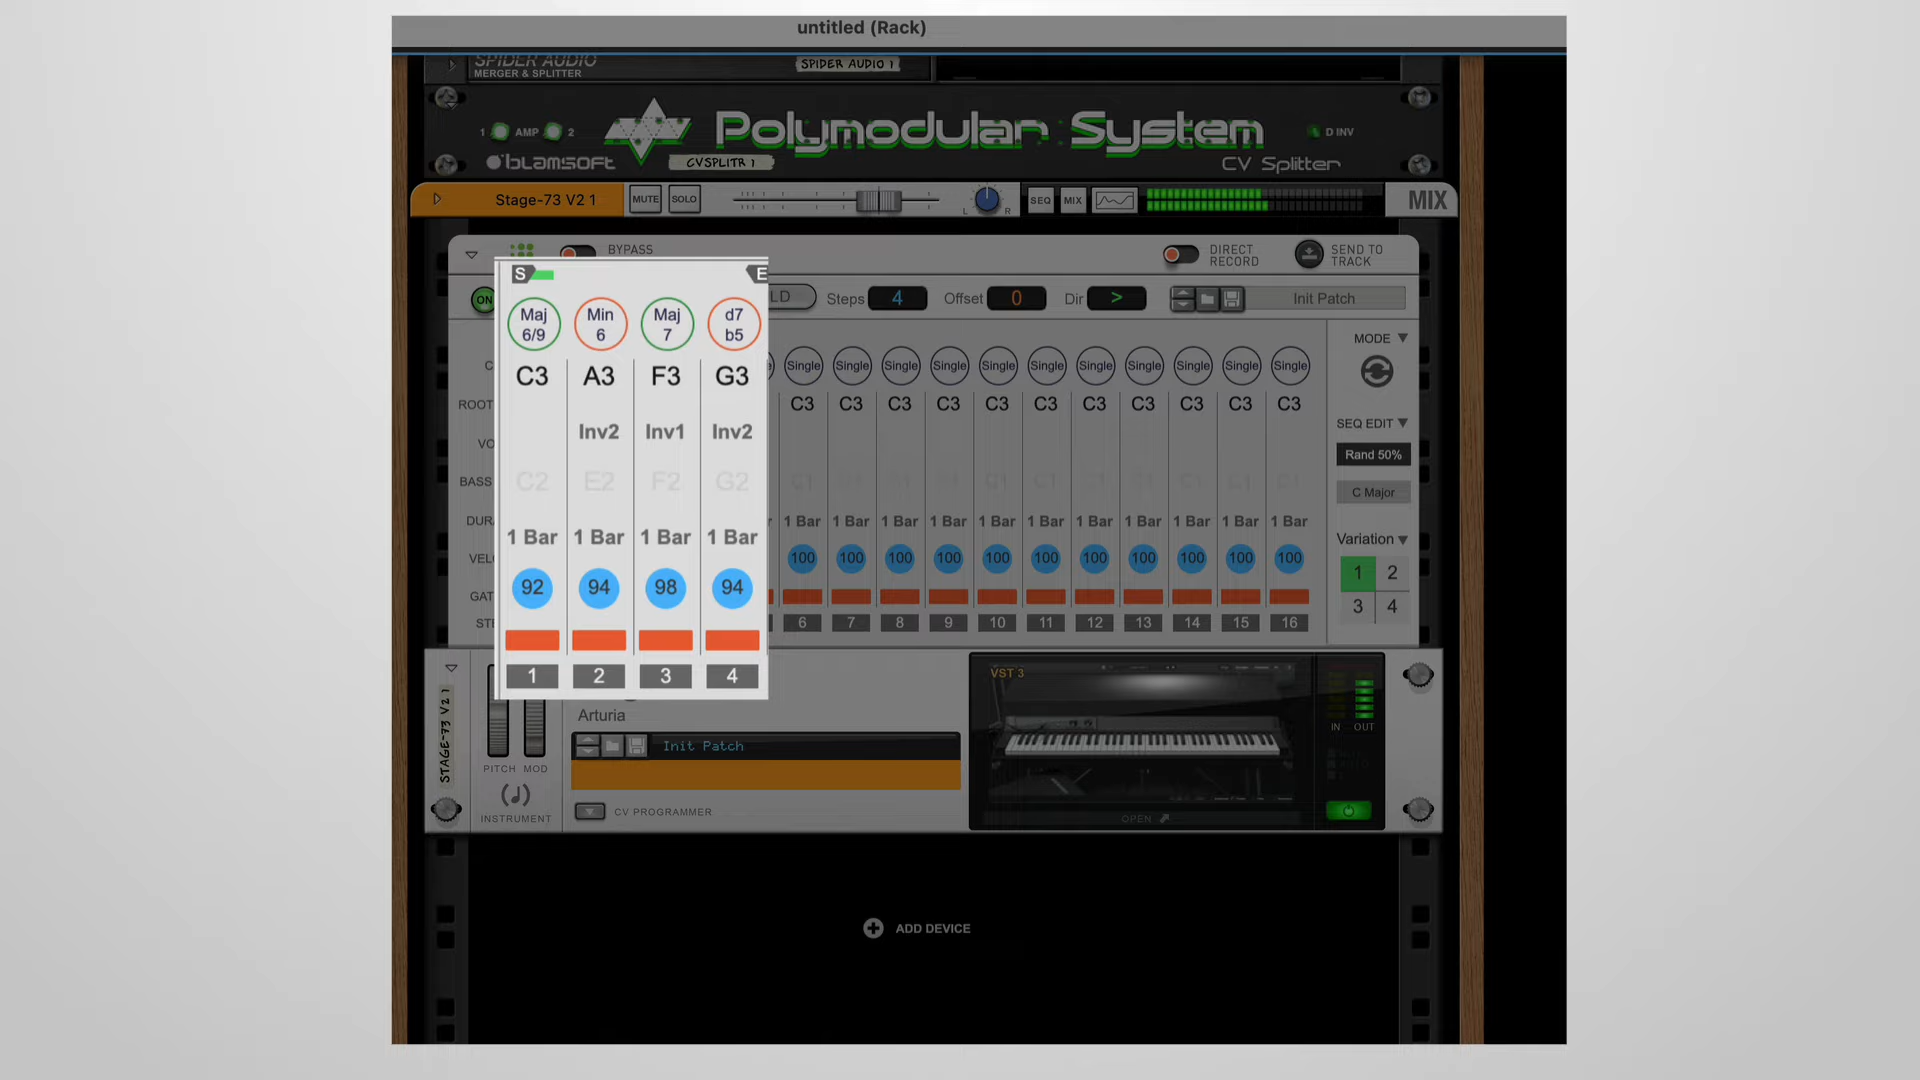 untitled (Rack)
SPIDER AUDIO
MERGER & SPLITTER
SPIDER AUDIO 1
1 AMP 2
Polymodular System
D INV
blamsoft
CVSPLITR 1
CV Splitter
Stage-73 V2 1
MUTE
SOLO
L R
SEQ
MIX
MIX
BYPASS
DIRECT
RECORD
SEND TO
TRACK
ON
LD
Steps 4
Offset 0
Dir >
Init Patch
S E
Maj
6/9
Min
6
Maj
7
d7
b5
Single Single Single Single Single Single Single Single Single Single Single
C3 A3 F3 G3
ROOT
C3 C3 C3 C3 C3 C3 C3 C3 C3 C3 C3
Inv2 Inv1 Inv2
VO
BASS
C2 E2 F2 G2
DURA
1 Bar 1 Bar 1 Bar 1 Bar
1 Bar 1 Bar 1 Bar 1 Bar 1 Bar 1 Bar 1 Bar 1 Bar 1 Bar 1 Bar 1 Bar
VELO
92 94 98 94
100 100 100 100 100 100 100 100 100 100 100
GAT
STE
1 2 3 4
6 7 8 9 10 11 12 13 14 15 16
MODE
SEQ EDIT
Rand 50%
C Major
Variation
1 2
3 4
STAGE-73 V2 1
PITCH MOD
INSTRUMENT
Arturia
Init Patch
CV PROGRAMMER
VST 3
OPEN
IN OUT
ADD DEVICE